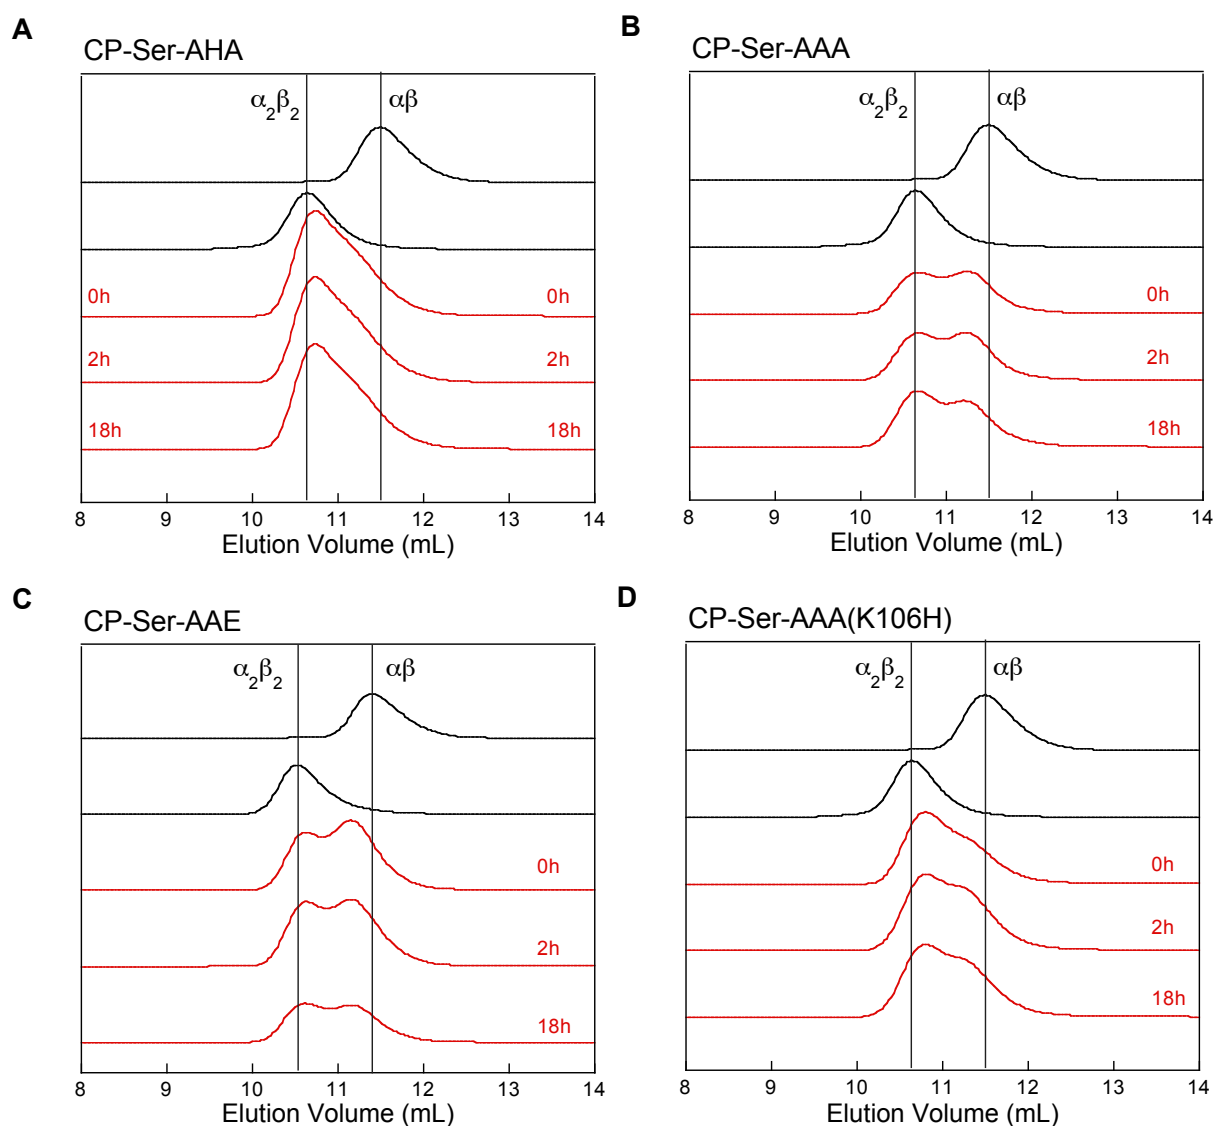 A
CP-Ser-AHA
α₂β₂ αβ
0h 0h
2h 2h
18h 18h
8 9 10 11 12 13 14
Elution Volume (mL)
B
CP-Ser-AAA
α₂β₂ αβ
0h
2h
18h
8 9 10 11 12 13 14
Elution Volume (mL)
C
CP-Ser-AAE
α₂β₂ αβ
0h
2h
18h
8 9 10 11 12 13 14
Elution Volume (mL)
D
CP-Ser-AAA(K106H)
α₂β₂ αβ
0h
2h
18h
8 9 10 11 12 13 14
Elution Volume (mL)